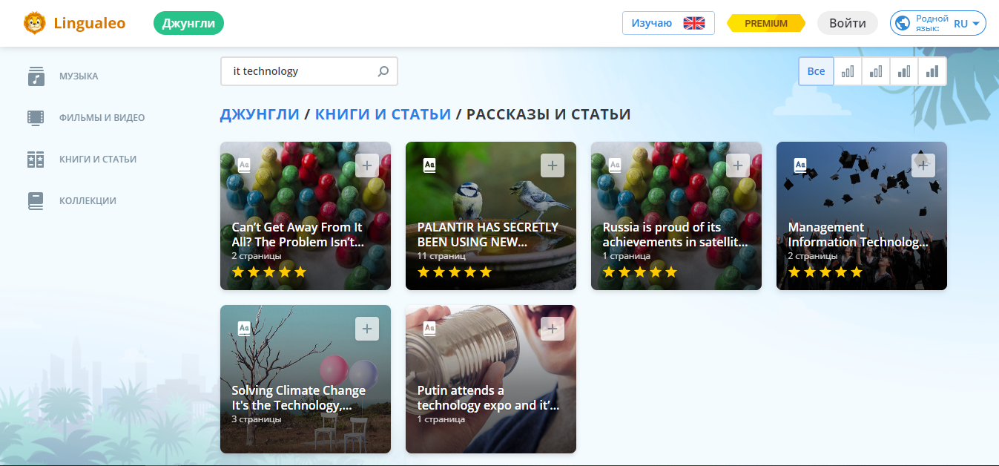 Lingualeo
Джунгли
Изучаю
PREMIUM
Войти
Родной
язык:
RU
МУЗЫКА
ФИЛЬМЫ И ВИДЕО
КНИГИ И СТАТЬИ
КОЛЛЕКЦИИ
it technology
Все
ДЖУНГЛИ / КНИГИ И СТАТЬИ / РАССКАЗЫ И СТАТЬИ
Aa
Can’t Get Away From It
All? The Problem Isn’t...
2 страницы
Aa
PALANTIR HAS SECRETLY
BEEN USING NEW...
11 страниц
Aa
Russia is proud of its
achievements in satellit...
1 страница
Aa
Management
Information Technolog...
2 страницы
Aa
Solving Climate Change
It's the Technology,...
3 страницы
Aa
Putin attends a
technology expo and it’...
1 страница